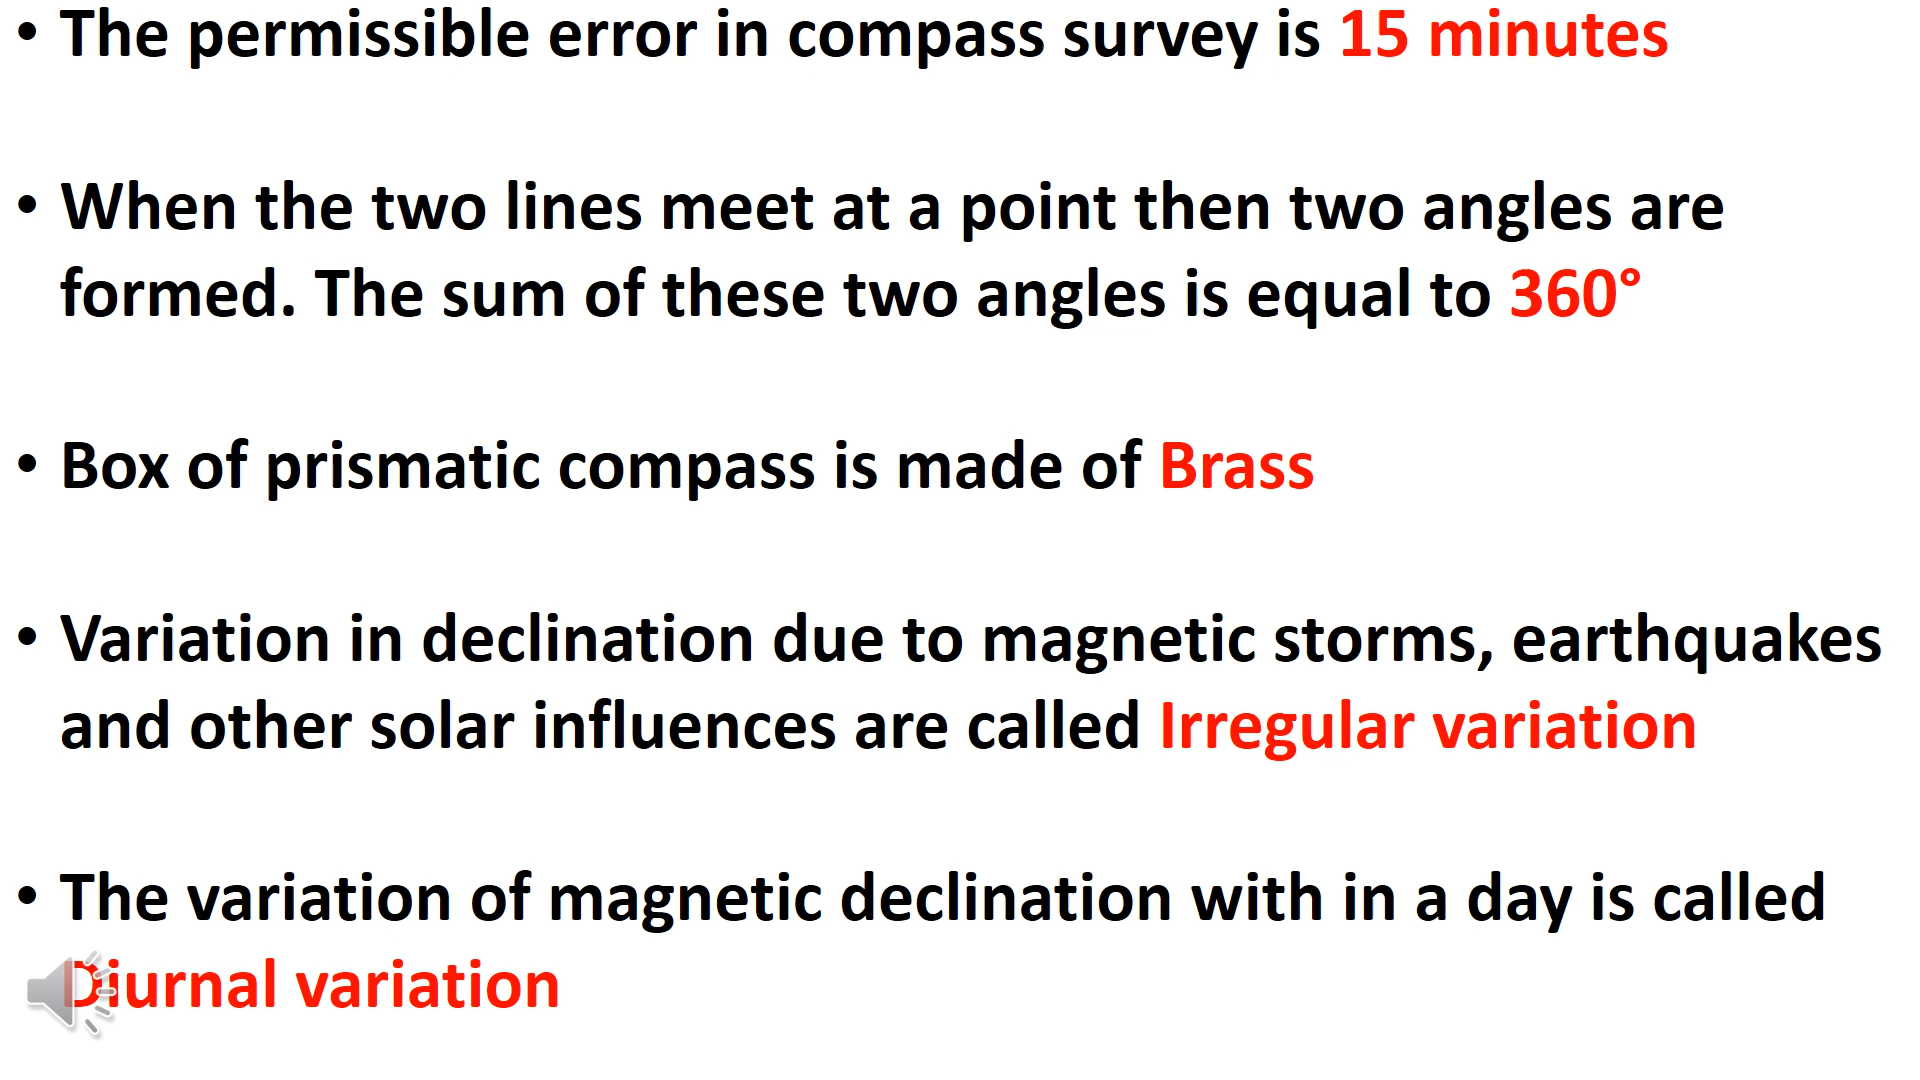 • The permissible error in compass survey is 15 minutes
• When the two lines meet at a point then two angles are
formed. The sum of these two angles is equal to 360°
• Box of prismatic compass is made of Brass
• Variation in declination due to magnetic storms, earthquakes
and other solar influences are called Irregular variation
• The variation of magnetic declination with in a day is called
Diurnal variation